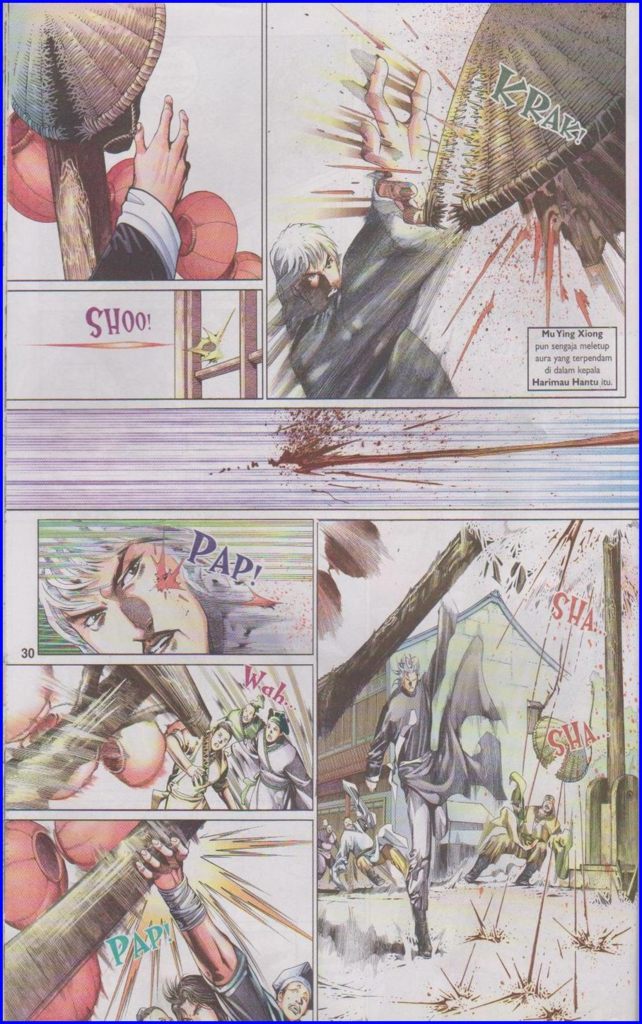 SHOO!
KRAK!
Mu Ying Xiong
pun sengaja meletup
aura yang terpendam
di dalam kepala
Harimau Hantu itu.
PAP!
30
Wah...
PAP!
SHA...
SHA...